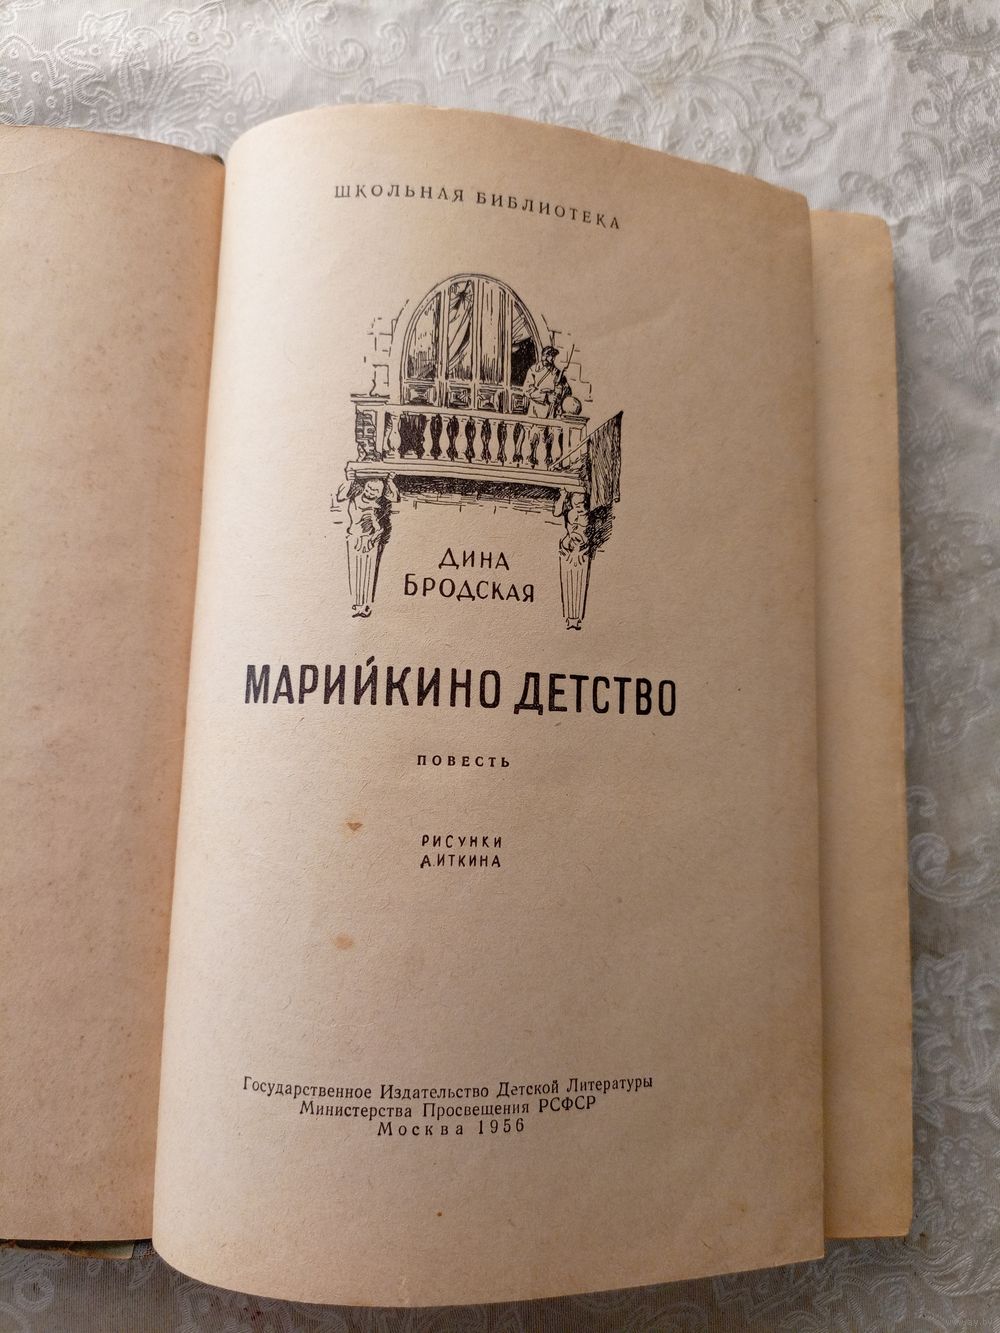 ШКОЛЬНАЯ БИБЛИОТЕКА
ДИНА
БРОДСКАЯ
МАРИЙКИНО ДЕТСТВО
ПОВЕСТЬ
РИСУНКИ
А.ИТКИНА
Государственное Издательство Детской Литературы
Министерства Просвещения РСФСР
Москва 1956